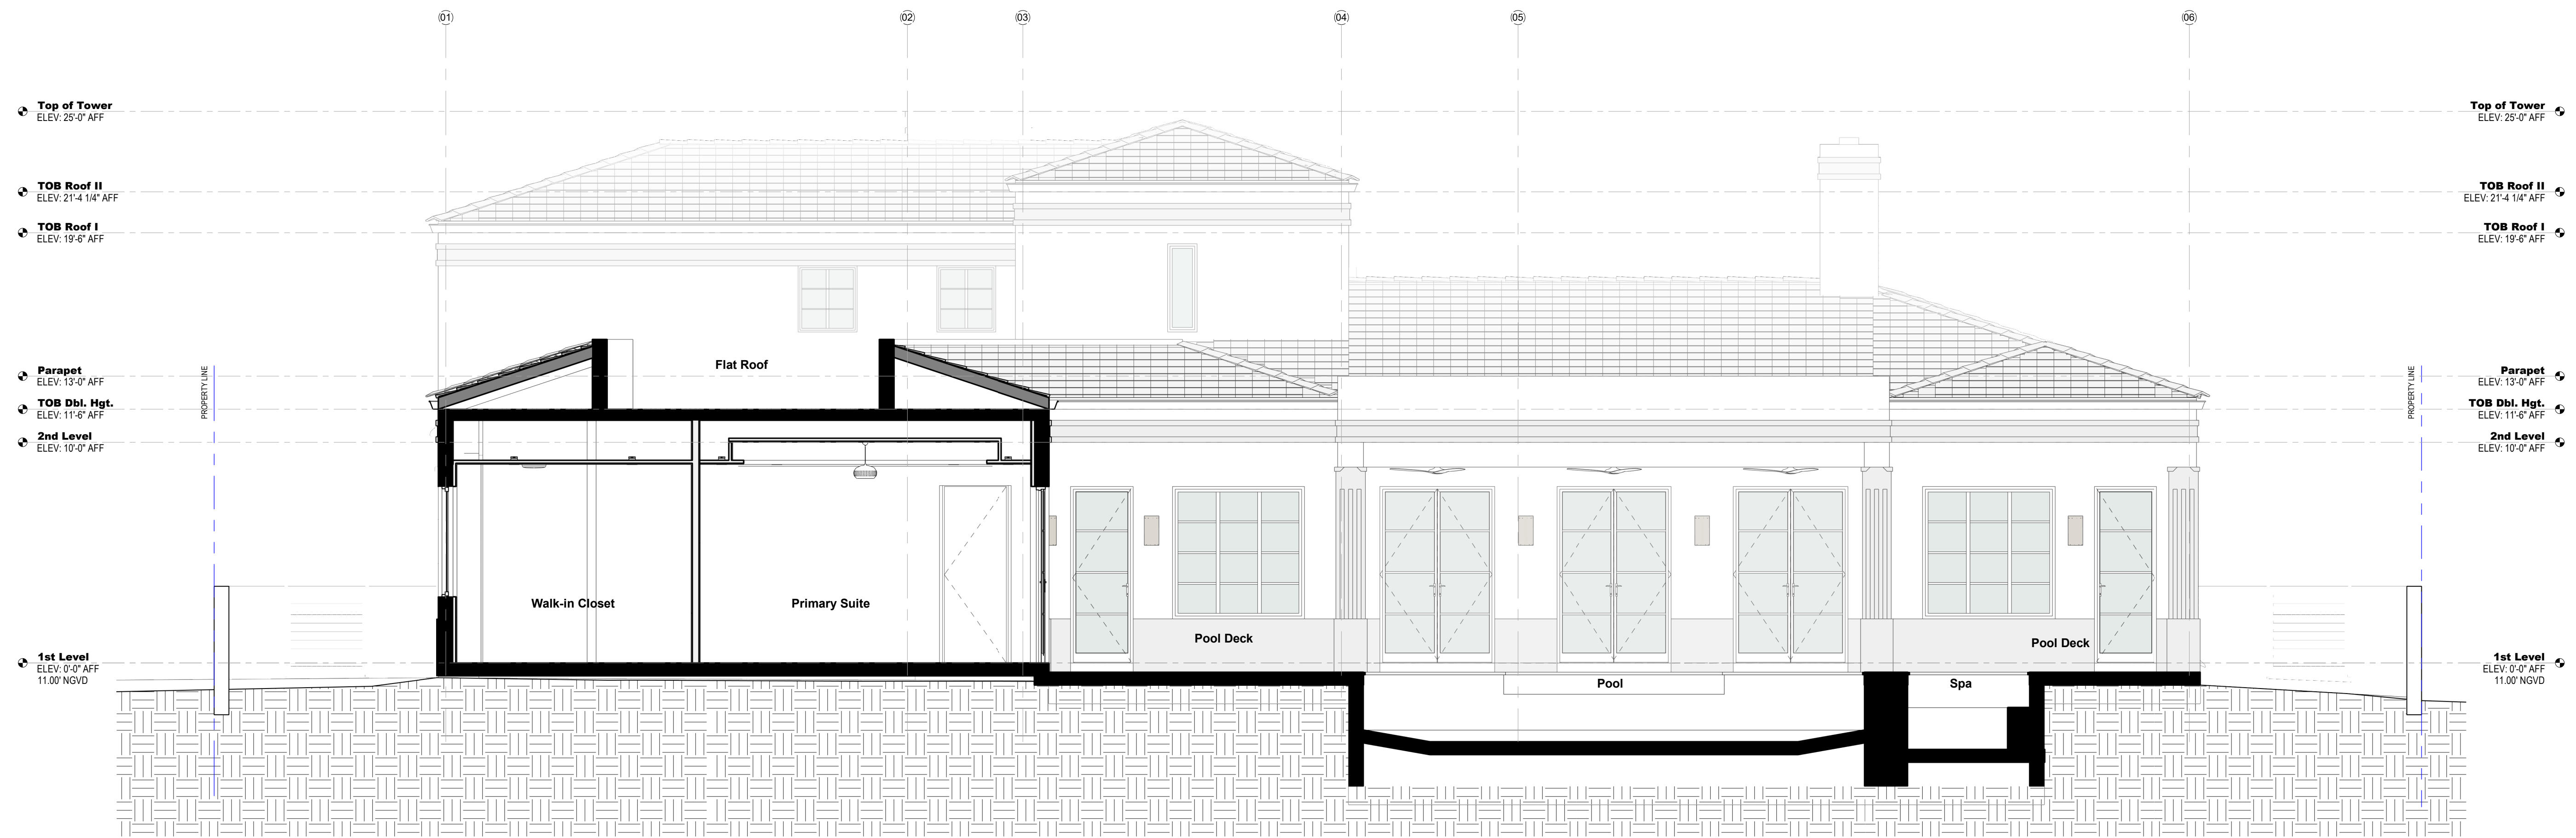 (01) (02) (03) (04) (05) (06)
Top of Tower
ELEV: 25'-0" AFF
Top of Tower
ELEV: 25'-0" AFF
TOB Roof II
ELEV: 21'-4 1/4" AFF
TOB Roof II
ELEV: 21'-4 1/4" AFF
TOB Roof I
ELEV: 19'-6" AFF
TOB Roof I
ELEV: 19'-6" AFF
Flat Roof
Parapet
ELEV: 13'-0" AFF
PROPERTY LINE
PROPERTY LINE
Parapet
ELEV: 13'-0" AFF
TOB Dbl. Hgt.
ELEV: 11'-6" AFF
TOB Dbl. Hgt.
ELEV: 11'-6" AFF
2nd Level
ELEV: 10'-0" AFF
2nd Level
ELEV: 10'-0" AFF
Walk-in Closet
Primary Suite
Pool Deck
Pool Deck
1st Level
ELEV: 0'-0" AFF
11.00' NGVD
1st Level
ELEV: 0'-0" AFF
11.00' NGVD
Pool
Spa